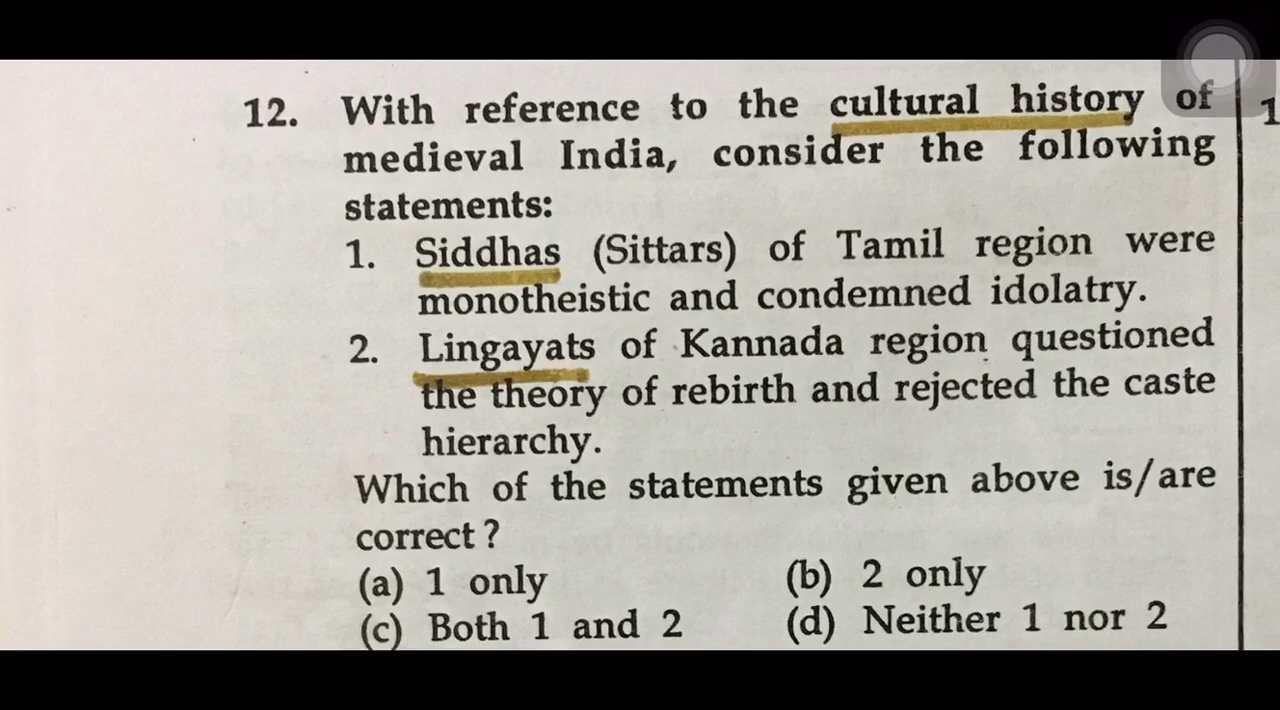 12. With reference to the cultural history of
medieval India, consider the following
statements:
1. Siddhas (Sittars) of Tamil region were
monotheistic and condemned idolatry.
2. Lingayats of Kannada region questioned
the theory of rebirth and rejected the caste
hierarchy.
Which of the statements given above is/are
correct ?
(a) 1 only (b) 2 only
(c) Both 1 and 2 (d) Neither 1 nor 2
1